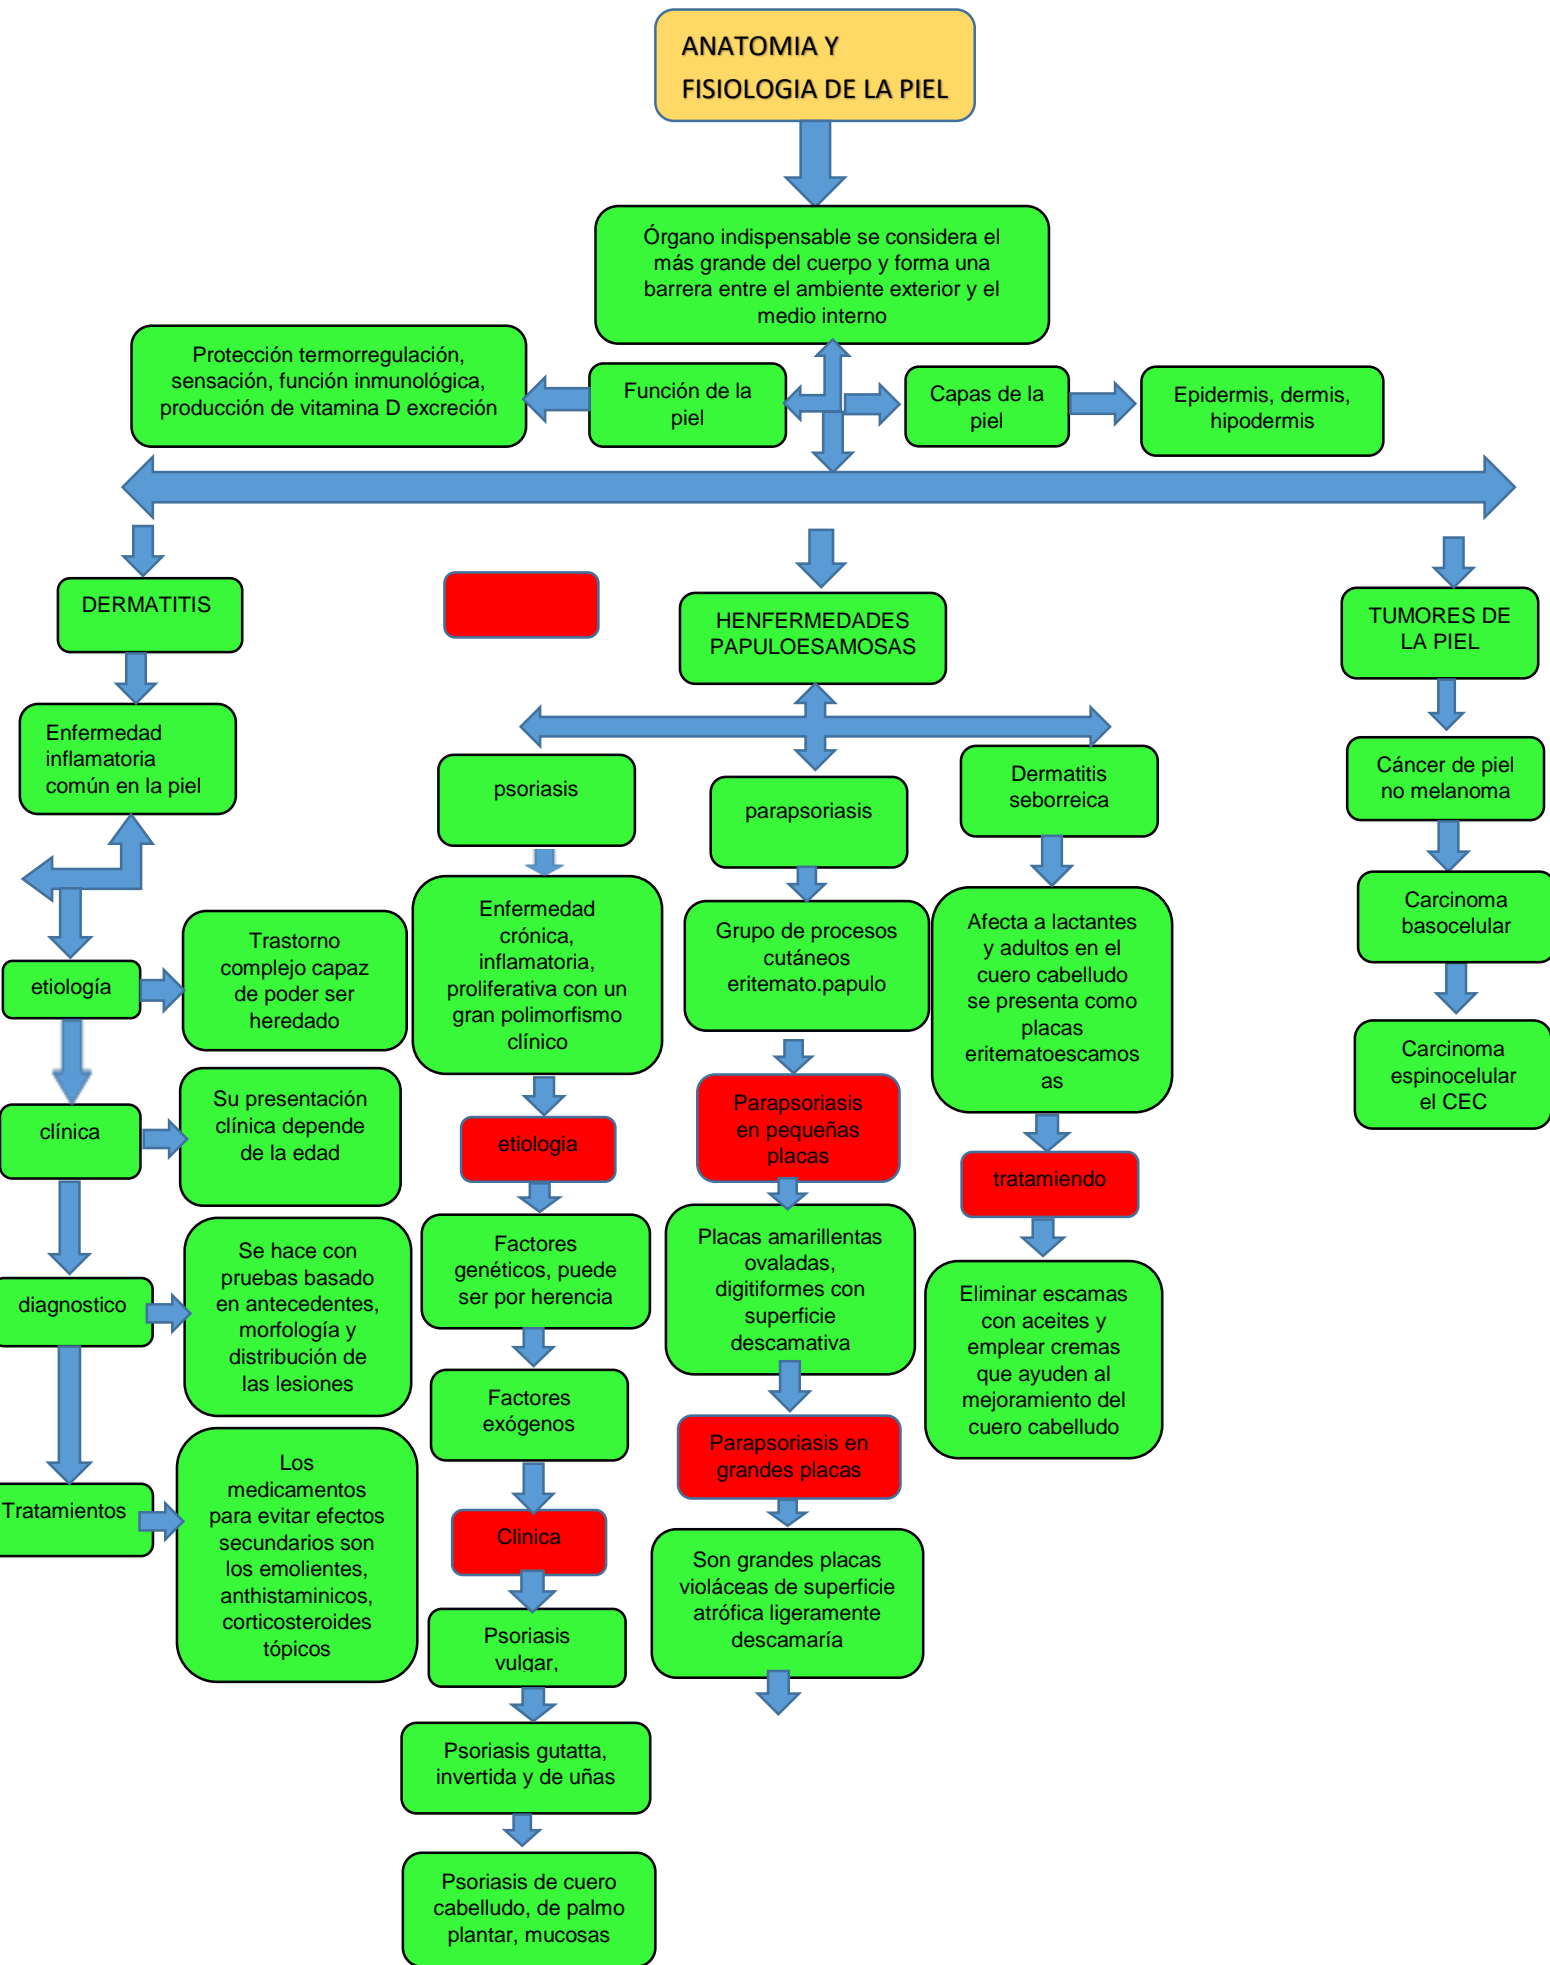 ANATOMIA Y
FISIOLOGIA DE LA PIEL
Órgano indispensable se considera el
más grande del cuerpo y forma una
barrera entre el ambiente exterior y el
medio interno
Protección termorregulación,
sensación, función inmunológica,
producción de vitamina D excreción
Función de la
piel
Capas de la
piel
Epidermis, dermis,
hipodermis
DERMATITIS
Enfermedad
inflamatoria
común en la piel
etiología
Trastorno
complejo capaz
de poder ser
heredado
clínica
Su presentación
clínica depende
de la edad
diagnostico
Se hace con
pruebas basado
en antecedentes,
morfología y
distribución de
las lesiones
Tratamientos
Los
medicamentos
para evitar efectos
secundarios son
los emolientes,
anthistaminicos,
corticosteroides
tópicos
HENFERMEDADES
PAPULOESAMOSAS
psoriasis
Enfermedad
crónica,
inflamatoria,
proliferativa con un
gran polimorfismo
clínico
etiologia
Factores
genéticos, puede
ser por herencia
Factores
exógenos
Clinica
Psoriasis
vulgar,
Psoriasis gutatta,
invertida y de uñas
Psoriasis de cuero
cabelludo, de palmo
plantar, mucosas
parapsoriasis
Grupo de procesos
cutáneos
eritemato.papulo
Parapsoriasis
en pequeñas
placas
Placas amarillentas
ovaladas,
digitiformes con
superficie
descamativa
Parapsoriasis en
grandes placas
Son grandes placas
violáceas de superficie
atrófica ligeramente
descamaría
Dermatitis
seborreica
Afecta a lactantes
y adultos en el
cuero cabelludo
se presenta como
placas
eritematoescamos
as
tratamiendo
Eliminar escamas
con aceites y
emplear cremas
que ayuden al
mejoramiento del
cuero cabelludo
TUMORES DE
LA PIEL
Cáncer de piel
no melanoma
Carcinoma
basocelular
Carcinoma
espinocelular
el CEC